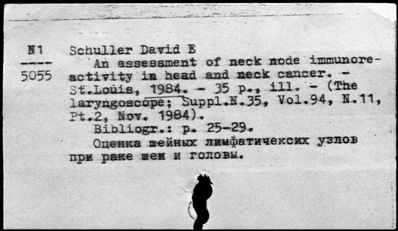 N1 Schuller David E
---- An assessment of neck node immunore-
5055 activity in head and neck cancer. -
St.Louis, 1984. - 35 p., ill. - (The
laryngoscope; Suppl.N.35, Vol.94, N.11,
Pt.2, Nov. 1984).
Bibliogr.: p. 25-29.
Оценка шейных лимфатичексих узлов
при раке шеи и головы.